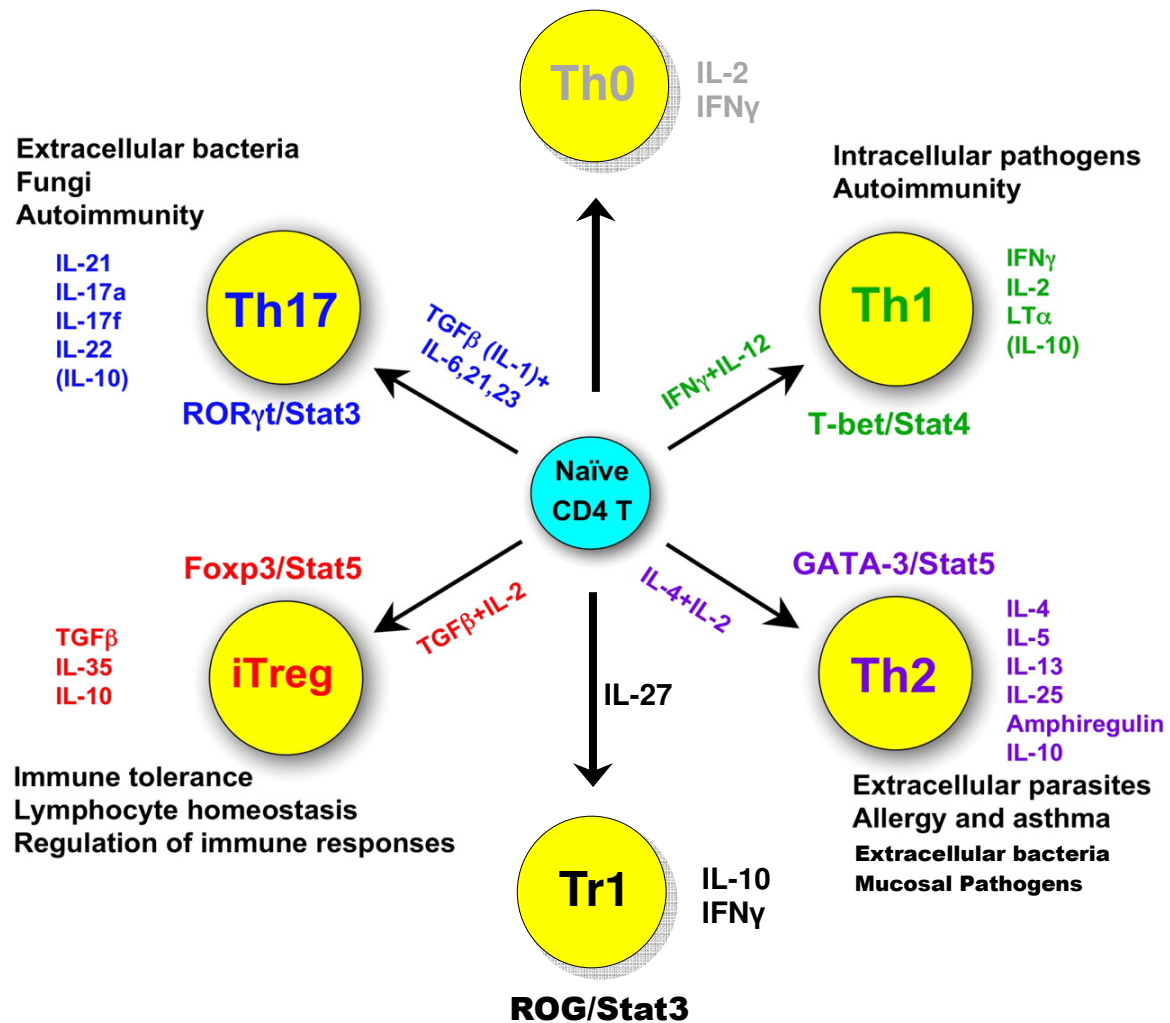 Th0
IL-2
IFNγ
Extracellular bacteria
Fungi
Autoimmunity
IL-21
IL-17a
IL-17f
IL-22
(IL-10)
Th17
RORγt/Stat3
TGFβ (IL-1)+
IL-6,21,23
Intracellular pathogens
Autoimmunity
IFNγ+IL-12
Th1
IFNγ
IL-2
LTα
(IL-10)
T-bet/Stat4
Naïve
CD4 T
Foxp3/Stat5
TGFβ
IL-35
IL-10
iTreg
TGFβ+IL-2
Immune tolerance
Lymphocyte homeostasis
Regulation of immune responses
IL-4+IL-2
GATA-3/Stat5
Th2
IL-4
IL-5
IL-13
IL-25
Amphiregulin
IL-10
Extracellular parasites
Allergy and asthma
Extracellular bacteria
Mucosal Pathogens
IL-27
Tr1
IL-10
IFNγ
ROG/Stat3